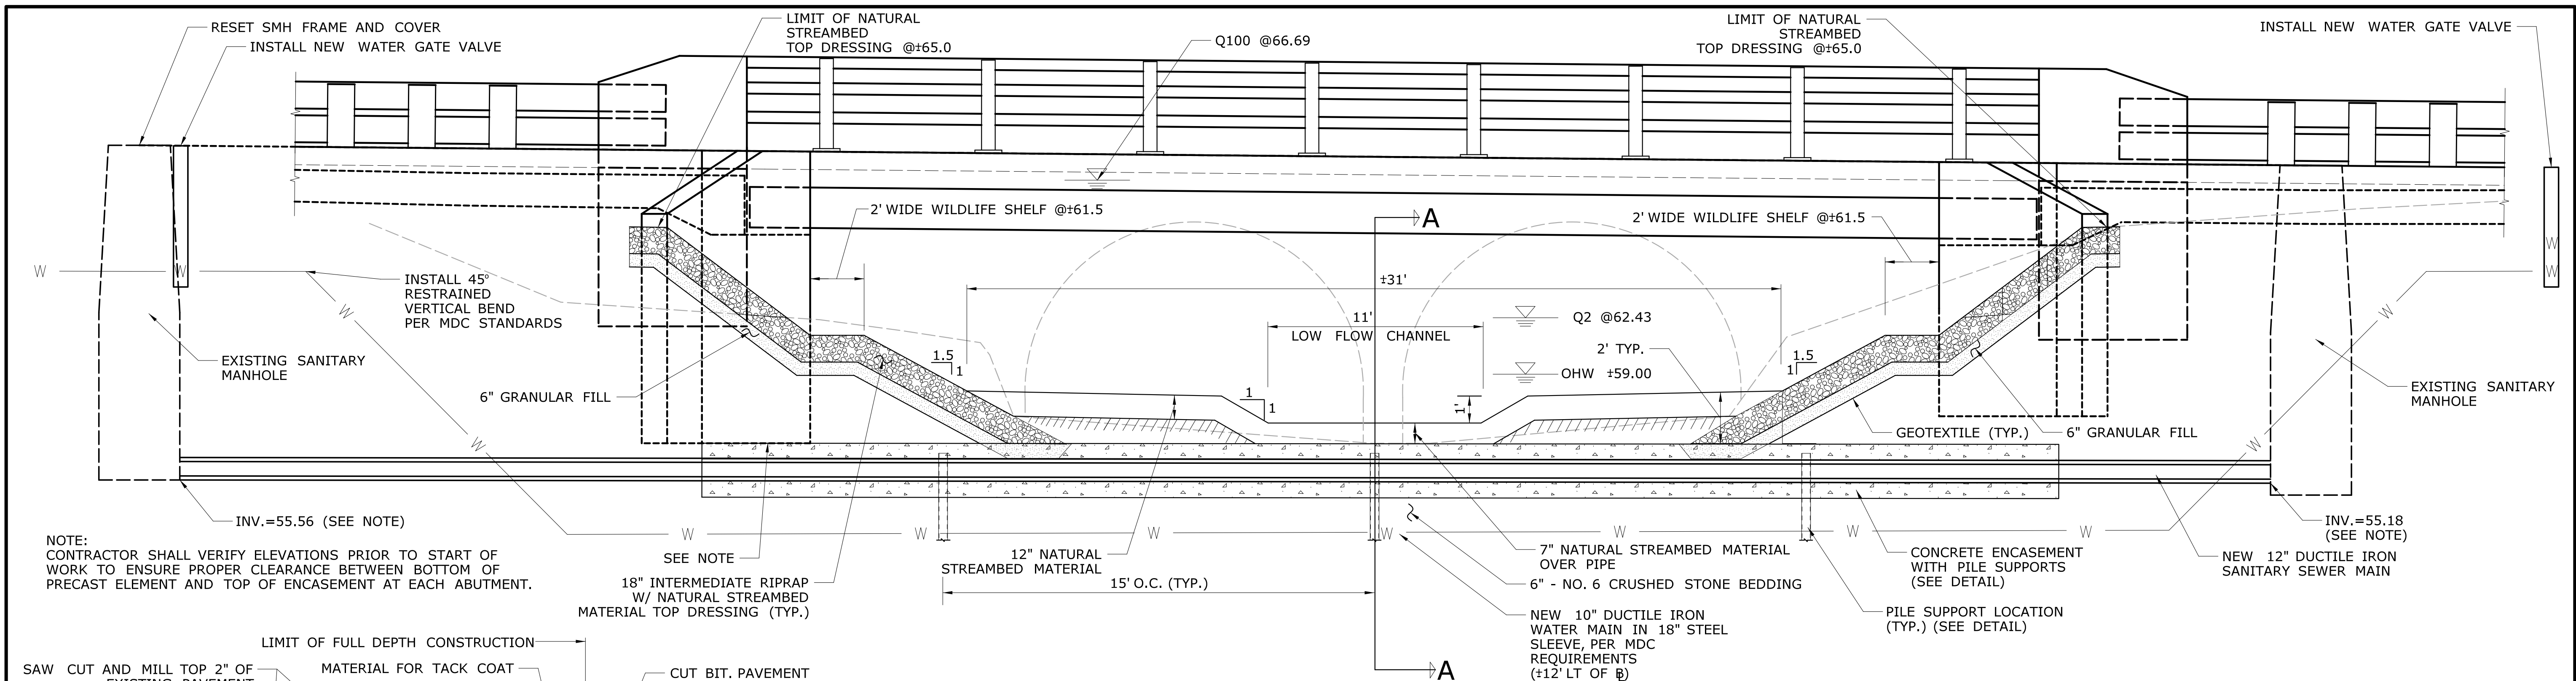 RESET SMH FRAME AND COVER
INSTALL NEW WATER GATE VALVE
LIMIT OF NATURAL
STREAMBED
TOP DRESSING @±65.0
Q100 @66.69
LIMIT OF NATURAL
STREAMBED
TOP DRESSING @±65.0
INSTALL NEW WATER GATE VALVE
2' WIDE WILDLIFE SHELF @±61.5
A
2' WIDE WILDLIFE SHELF @±61.5
W
W
W
W
INSTALL 45°
RESTRAINED
VERTICAL BEND
PER MDC STANDARDS
±31'
11'
LOW FLOW CHANNEL
Q2 @62.43
W
W
EXISTING SANITARY
MANHOLE
1.5
1
2' TYP.
1.5
1
OHW ±59.00
6" GRANULAR FILL
1
1
1'
EXISTING SANITARY
MANHOLE
GEOTEXTILE (TYP.)
6" GRANULAR FILL
W
W
INV.=55.56 (SEE NOTE)
INV.=55.18
(SEE NOTE)
W
W
W
W
W
W
W
NOTE:
CONTRACTOR SHALL VERIFY ELEVATIONS PRIOR TO START OF
WORK TO ENSURE PROPER CLEARANCE BETWEEN BOTTOM OF
PRECAST ELEMENT AND TOP OF ENCASEMENT AT EACH ABUTMENT.
SEE NOTE
18" INTERMEDIATE RIPRAP
W/ NATURAL STREAMBED
MATERIAL TOP DRESSING (TYP.)
12" NATURAL
STREAMBED MATERIAL
15' O.C. (TYP.)
7" NATURAL STREAMBED MATERIAL
OVER PIPE
6" - NO. 6 CRUSHED STONE BEDDING
NEW 10" DUCTILE IRON
WATER MAIN IN 18" STEEL
SLEEVE, PER MDC
REQUIREMENTS
(±12' LT OF B)
CONCRETE ENCASEMENT
WITH PILE SUPPORTS
(SEE DETAIL)
PILE SUPPORT LOCATION
(TYP.) (SEE DETAIL)
NEW 12" DUCTILE IRON
SANITARY SEWER MAIN
A
LIMIT OF FULL DEPTH CONSTRUCTION
SAW CUT AND MILL TOP 2" OF
MATERIAL FOR TACK COAT
CUT BIT. PAVEMENT
EXISTING PAVEMENT